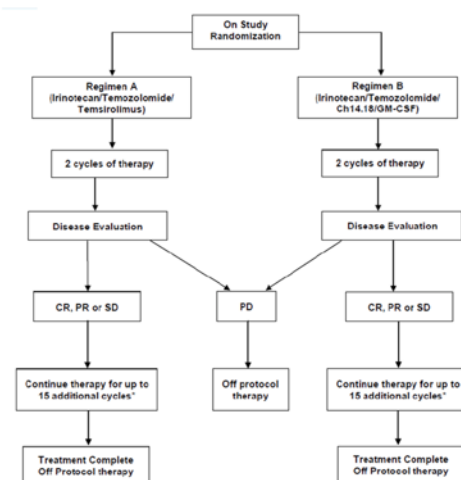 On Study
Randomization
Regimen A
(Irinotecan/Temozolomide/
Temsirolimus)
Regimen B
(Irinotecan/Temozolomide/
Ch14.18/GM-CSF)
2 cycles of therapy
2 cycles of therapy
Disease Evaluation
Disease Evaluation
CR, PR or SD
PD
CR, PR or SD
Continue therapy for up to
15 additional cycles*
Off protocol
therapy
Continue therapy for up to
15 additional cycles*
Treatment Complete
Off Protocol therapy
Treatment Complete
Off Protocol therapy